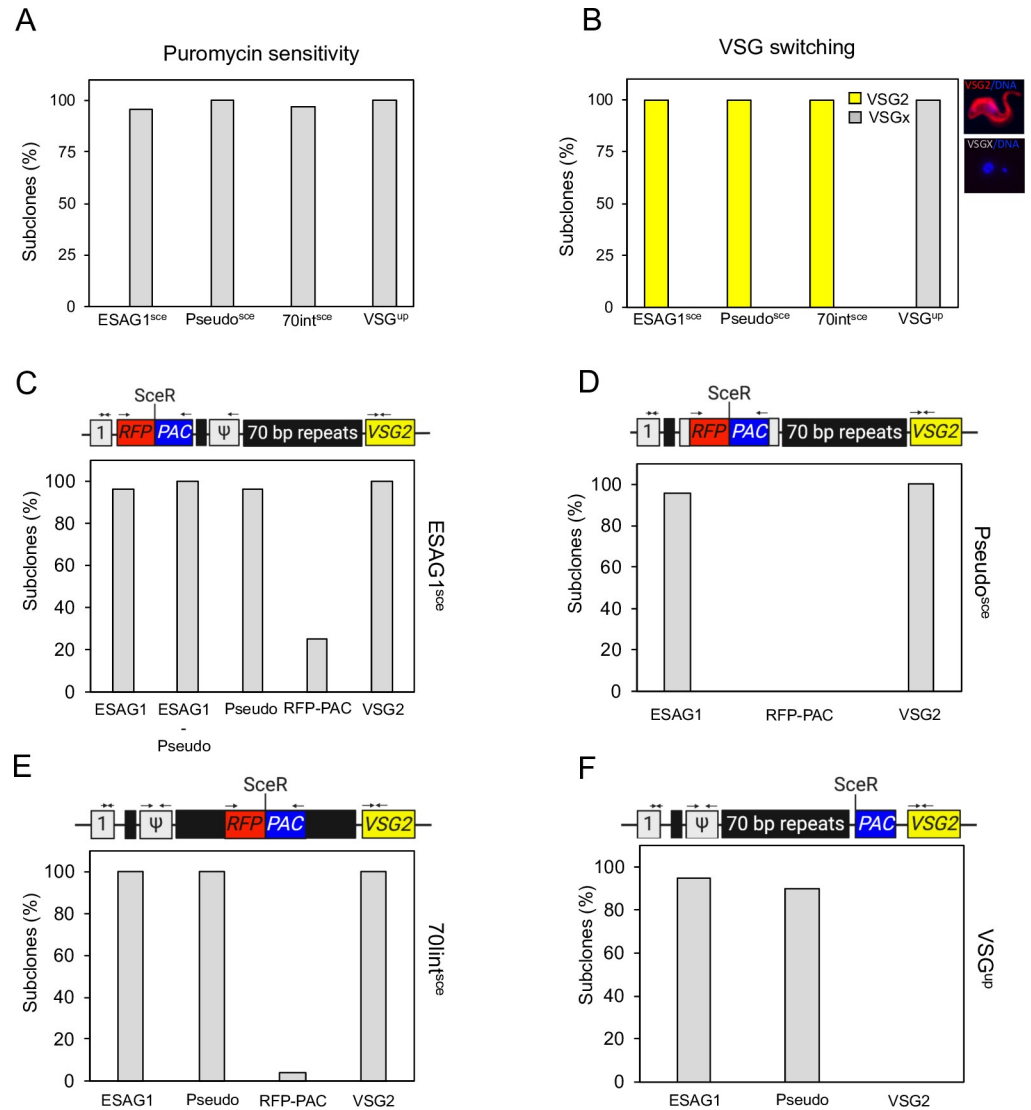 A
Puromycin sensitivity
Subclones (%)
100
75
50
25
0
ESAG1sce Pseudosce 70intsce VSGup
B
VSG switching
Subclones (%)
100
75
50
25
0
VSG2
VSGx
VSG2/DNA
VSGX/DNA
ESAG1sce Pseudosce 70intsce VSGup
C
SceR
1 RFP PAC ψ 70 bp repeats VSG2
Subclones (%)
100
80
60
40
20
0
ESAG1 ESAG1 Pseudo RFP-PAC VSG2
-
Pseudo
ESAG1sce
D
SceR
1 RFP PAC 70 bp repeats VSG2
Subclones (%)
100
80
60
40
20
0
ESAG1 RFP-PAC VSG2
Pseudosce
E
SceR
1 ψ RFP PAC VSG2
Subclones (%)
100
80
60
40
20
0
ESAG1 Pseudo RFP-PAC VSG2
70Iintsce
F
SceR
1 ψ 70 bp repeats PAC VSG2
Subclones (%)
100
80
60
40
20
0
ESAG1 Pseudo VSG2
VSGup